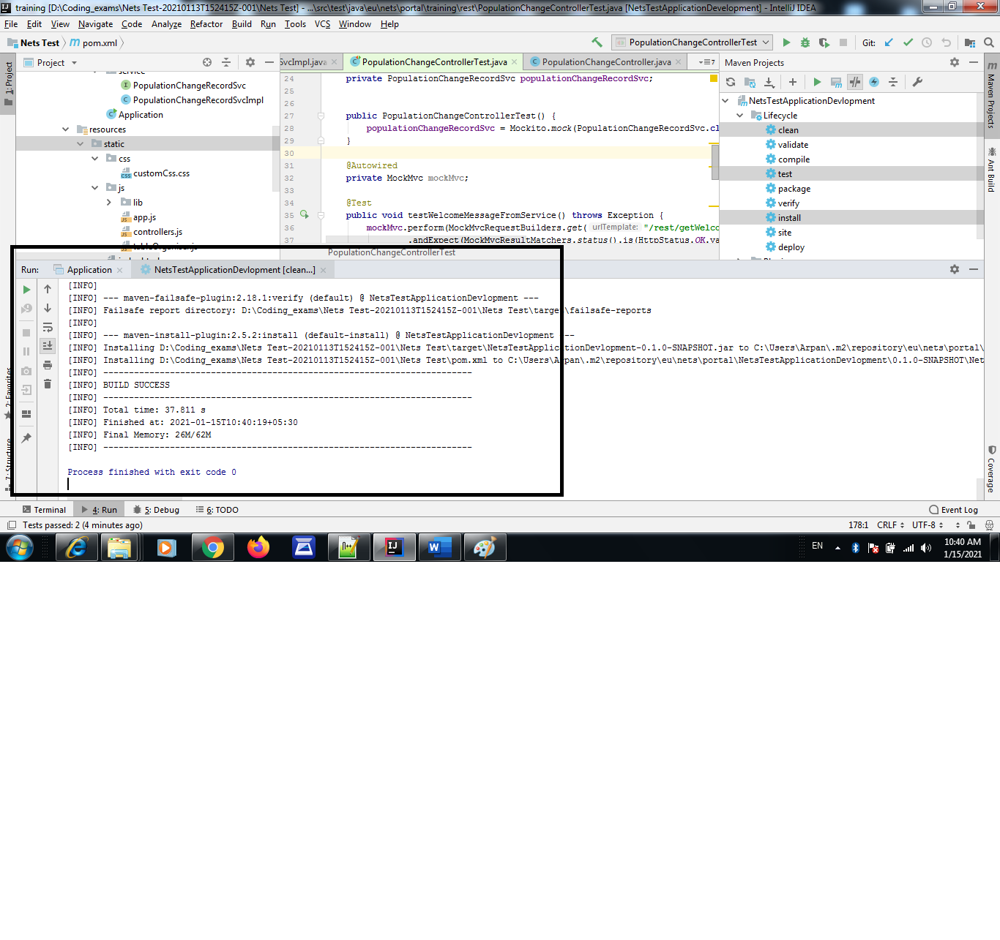 training [D:\Coding_exams\Nets Test-20210113T152415Z-001\Nets Test] - ...\src\test\java\eu\nets\portal\training\rest\PopulationChangeControllerTest.java [NetsTestApplicationDevelopment] - IntelliJ IDEA
File Edit View Navigate Code Analyze Refactor Build Run Tools VCS Window Help
Nets Test pom.xml PopulationChangeControllerTest Git:
1: Project
Project
service
PopulationChangeRecordSvc
PopulationChangeRecordSvcImpl
Application
resources
static
css
customCss.css
js
lib
app.js
controllers.js
tableOrganiser.js
SvcImpl.java PopulationChangeControllerTest.java PopulationChangeController.java 7
24 private PopulationChangeRecordSvc populationChangeRecordSvc;
25
26
27 public PopulationChangeControllerTest() {
28 populationChangeRecordSvc = Mockito.mock(PopulationChangeRecordSvc.cl
29 }
30
31 @Autowired
32 private MockMvc mockMvc;
33
34 @Test
35 public void testWelcomeMessageFromService() throws Exception {
36 mockMvc.perform(MockMvcRequestBuilders.get( urlTemplate: "/rest/getWelco
37 .andExpect(MockMvcResultMatchers.status().is(HttpStatus.OK.va
PopulationChangeControllerTest
Maven Projects
NetsTestApplicationDevlopment
Lifecycle
clean
validate
compile
test
package
verify
install
site
deploy
Maven Projects
Ant Build
Coverage
Run: Application NetsTestApplicationDevlopment [clean...]
[INFO]
[INFO] --- maven-failsafe-plugin:2.18.1:verify (default) @ NetsTestApplicationDevlopment ---
[INFO] Failsafe report directory: D:\Coding_exams\Nets Test-20210113T152415Z-001\Nets Test\target\failsafe-reports
[INFO]
[INFO] --- maven-install-plugin:2.5.2:install (default-install) @ NetsTestApplicationDevlopment ---
[INFO] Installing D:\Coding_exams\Nets Test-20210113T152415Z-001\Nets Test\target\NetsTestApplicationDevlopment-0.1.0-SNAPSHOT.jar to C:\Users\Arpan\.m2\repository\eu\nets\portal\
[INFO] Installing D:\Coding_exams\Nets Test-20210113T152415Z-001\Nets Test\pom.xml to C:\Users\Arpan\.m2\repository\eu\nets\portal\NetsTestApplicationDevlopment\0.1.0-SNAPSHOT\Net
[INFO] ------------------------------------------------------------------------
[INFO] BUILD SUCCESS
[INFO] ------------------------------------------------------------------------
[INFO] Total time: 37.811 s
[INFO] Finished at: 2021-01-15T10:40:19+05:30
[INFO] Final Memory: 26M/62M
[INFO] ------------------------------------------------------------------------
Process finished with exit code 0
2: Favorites
7: Structure
Terminal 4: Run 5: Debug 6: TODO Event Log
Tests passed: 2 (4 minutes ago) 178:1 CRLF UTF-8
EN 10:40 AM
1/15/2021